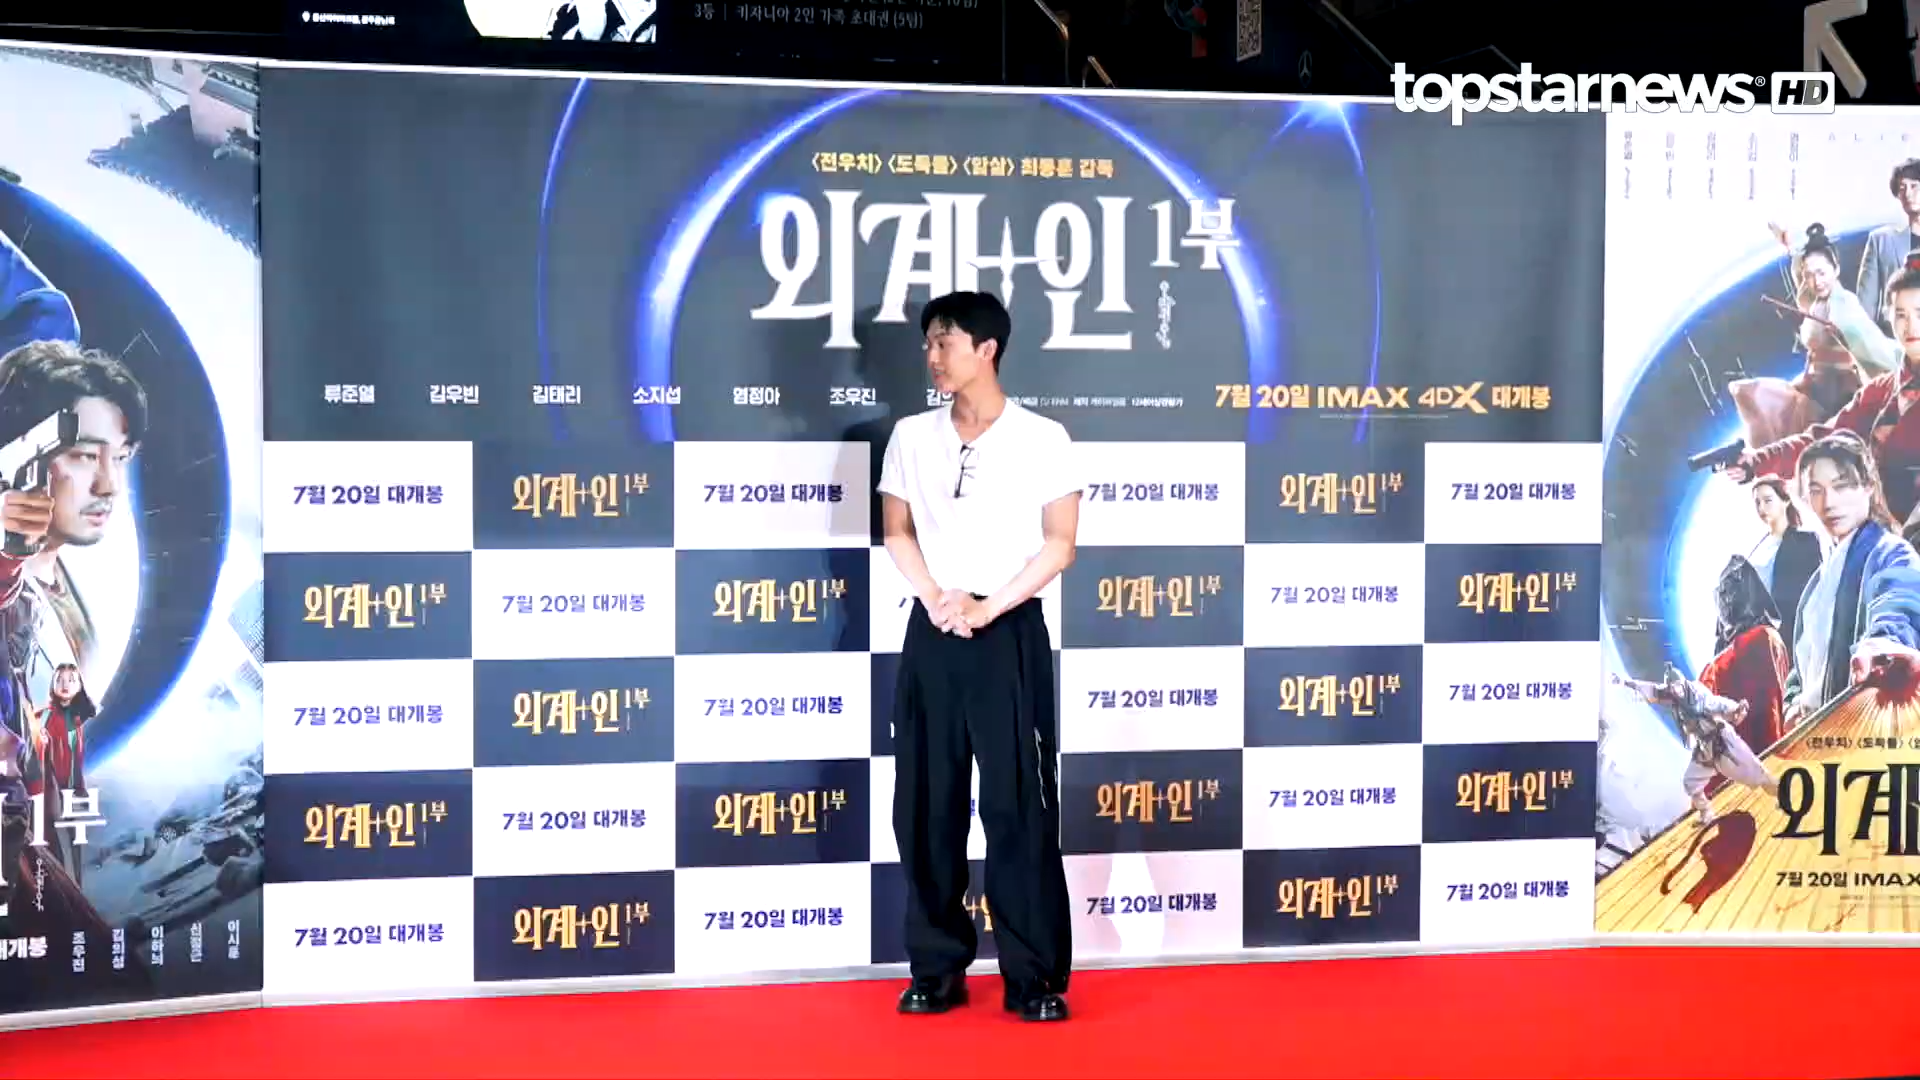 3등 | 키자니아 2인 가족 초대권 (5팀)
topstarnews HD
〈전우치〉 〈도둑들〉 〈암살〉 최동훈 감독
외계+인 1부
류준열 김우빈 김태리 소지섭 염정아 조우진
7월 20일 IMAX 4DX 대개봉
7월 20일 대개봉 외계+인 1부 7월 20일 대개봉 7월 20일 대개봉 외계+인 1부 7월 20일 대개봉
외계+인 1부 7월 20일 대개봉 외계+인 1부 외계+인 1부 7월 20일 대개봉 외계+인 1부
7월 20일 대개봉 외계+인 1부 7월 20일 대개봉 7월 20일 대개봉 외계+인 1부 7월 20일 대개봉
외계+인 1부 7월 20일 대개봉 외계+인 1부 외계+인 1부 7월 20일 대개봉 외계+인 1부
7월 20일 대개봉 외계+인 1부 7월 20일 대개봉 7월 20일 대개봉 외계+인 1부 7월 20일 대개봉
1부
대개봉
조우진 김의성 이하늬 신정근 이시훈
〈전우치〉 〈도둑들〉
외계
7월 20일 IMAX